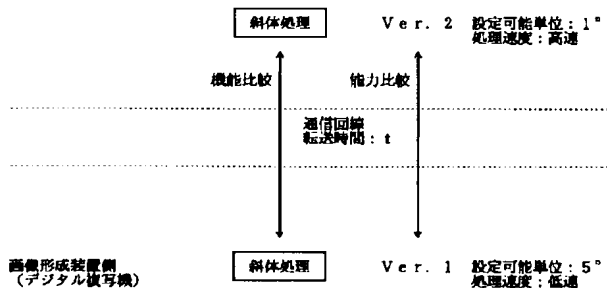 斜体処理 Ver. 2 設定可能単位:1°
処理速度:高速
機能比較 能力比較
通信回線
転送時間:t
画像形成装置側
(デジタル複写機)
斜体処理 Ver. 1 設定可能単位:5°
処理速度:低速